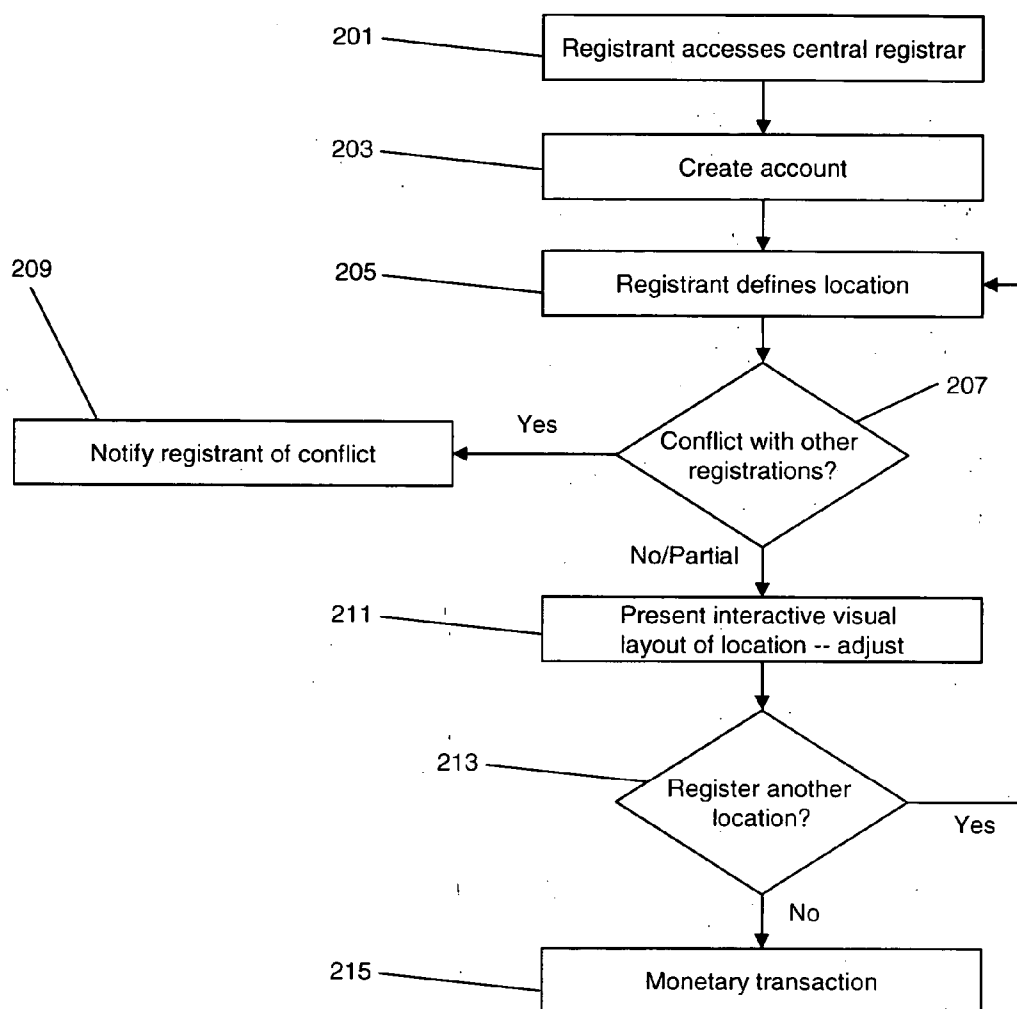 201
Registrant accesses central registrar
203
Create account
209
205
Registrant defines location
207
Yes
Notify registrant of conflict
Conflict with other
registrations?
No/Partial
211
Present interactive visual
layout of location -- adjust
213
Register another
location?
Yes
No
215
Monetary transaction